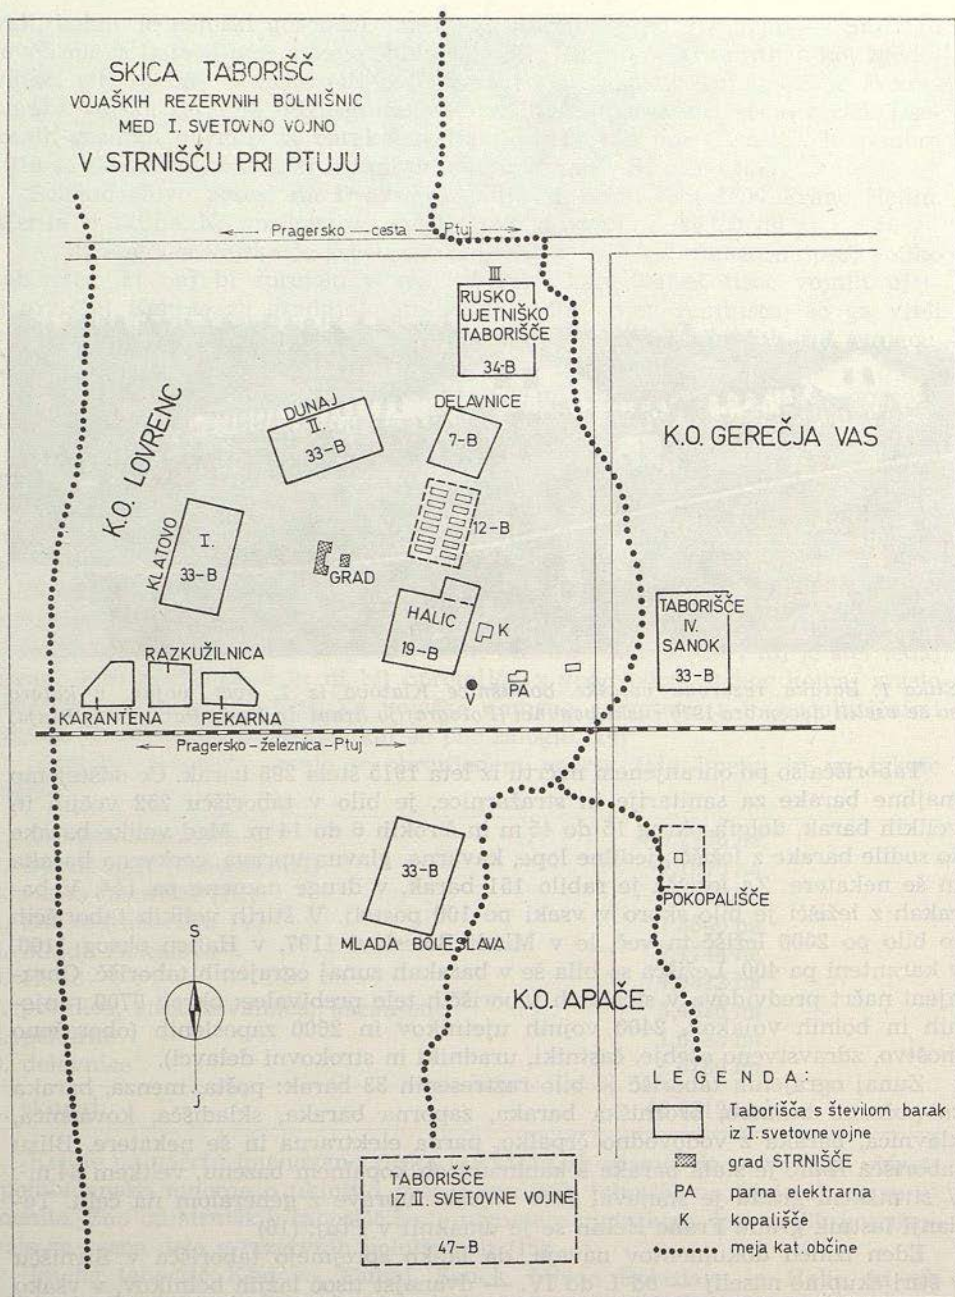 SKICA TABORIŠČ
VOJAŠKIH REZERVNIH BOLNIŠNIC
MED I. SVETOVNO VOJNO
V STRNIŠČU PRI PTUJU
Pragersko — cesta — Ptuj
III.
RUSKO
UJETNIŠKO
TABORIŠČE
34-B
DUNAJ
II.
33-B
DELAVNICE
7-B
K.O. GEREČJA VAS
K.O. LOVRENC
KLATOVO
I.
33-B
12-B
GRAD
HALIC
19-B
K
TABORIŠČE
IV.
SANOK
33-B
RAZKUŽILNICA
KARANTENA
PEKARNA
V
PA
Pragersko-železnica-Ptuj
33-B
MLADA BOLESLAVA
POKOPALIŠČE
K.O. APAČE
S
J
LEGENDA:
Taborišča s številom barak
iz I. svetovne vojne
grad STRNIŠČE
PA parna elektrarna
K kopališče
meja kat. občine
TABORIŠČE
IZ II. SVETOVNE VOJNE
47-B